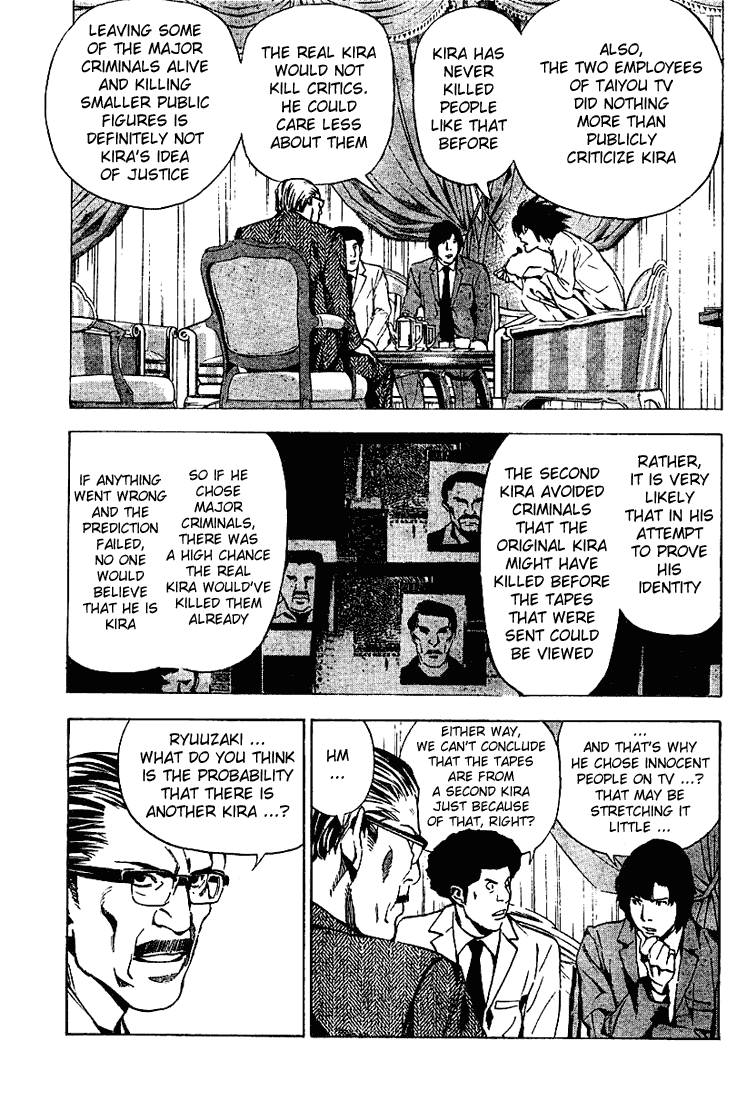 ALSO,
THE TWO EMPLOYEES
OF TAIYOU TV
DID NOTHING
MORE THAN
PUBLICLY
CRITICIZE KIRA
KIRA HAS
NEVER
KILLED
PEOPLE
LIKE THAT
BEFORE
THE REAL KIRA
WOULD NOT
KILL CRITICS.
HE COULD
CARE LESS
ABOUT THEM
LEAVING SOME
OF THE MAJOR
CRIMINALS ALIVE
AND KILLING
SMALLER PUBLIC
FIGURES IS
DEFINITELY NOT
KIRA'S IDEA
OF JUSTICE
RATHER,
IT IS VERY
LIKELY
THAT IN HIS
ATTEMPT
TO PROVE
HIS
IDENTITY
THE SECOND
KIRA AVOIDED
CRIMINALS
THAT THE
ORIGINAL KIRA
MIGHT HAVE
KILLED BEFORE
THE TAPES
THAT WERE
SENT COULD
BE VIEWED
SO IF HE
CHOSE
MAJOR
CRIMINALS,
THERE WAS
A HIGH CHANCE
THE REAL
KIRA WOULD'VE
KILLED THEM
ALREADY
IF ANYTHING
WENT WRONG
AND THE
PREDICTION
FAILED,
NO ONE
WOULD
BELIEVE
THAT HE IS
KIRA
...
AND THAT'S WHY
HE CHOSE INNOCENT
PEOPLE ON TV ...?
THAT MAY BE
STRETCHING IT
LITTLE ...
EITHER WAY,
WE CAN'T CONCLUDE
THAT THE TAPES
ARE FROM
A SECOND KIRA
JUST BECAUSE
OF THAT, RIGHT?
HM
...
RYUUZAKI ...
WHAT DO YOU THINK
IS THE PROBABILITY
THAT THERE IS
ANOTHER KIRA ...?